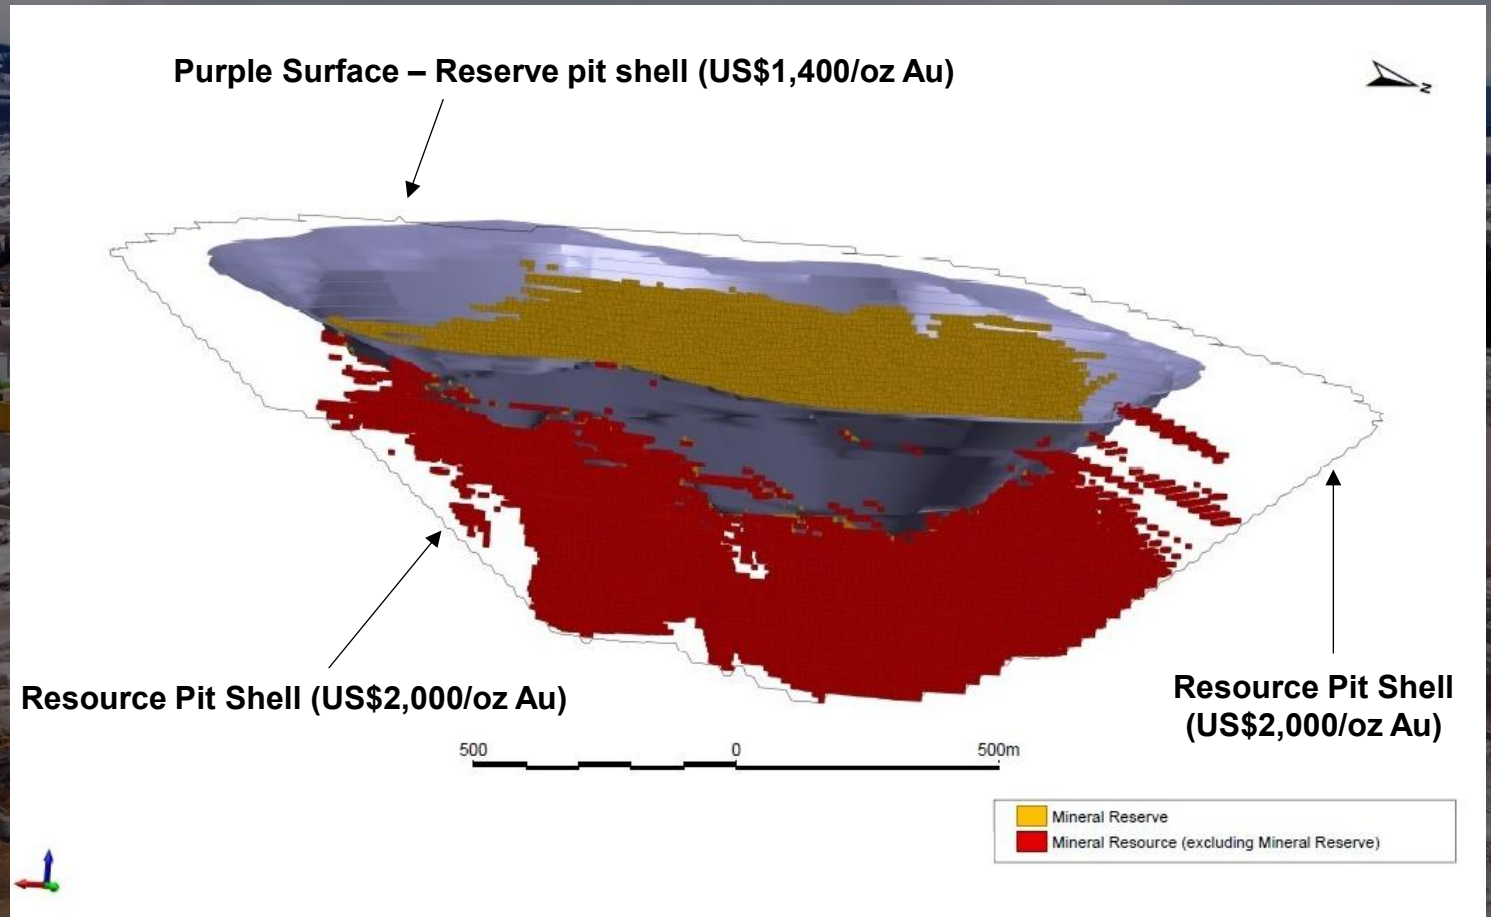 Purple Surface – Reserve pit shell (US$1,400/oz Au)
N
Resource Pit Shell (US$2,000/oz Au)
Resource Pit Shell
(US$2,000/oz Au)
500 0 500m
Mineral Reserve
Mineral Resource (excluding Mineral Reserve)